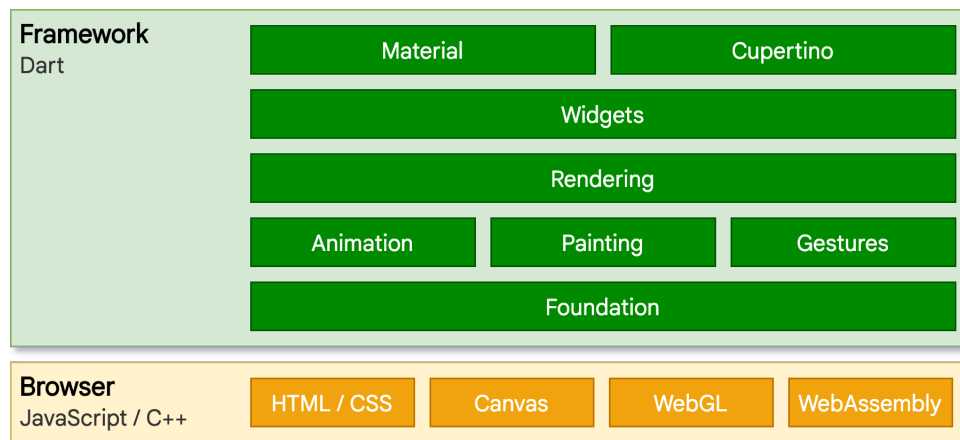 Framework
Dart
Material
Cupertino
Widgets
Rendering
Animation
Painting
Gestures
Foundation
Browser
JavaScript / C++
HTML / CSS
Canvas
WebGL
WebAssembly